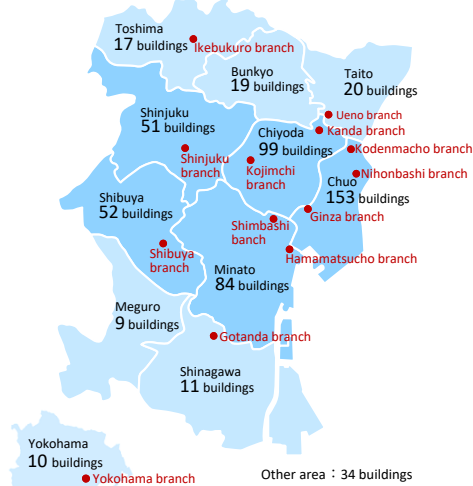 Toshima
17 buildings
Ikebukuro branch
Bunkyo
19 buildings
Taito
20 buildings
Shinjuku
51 buildings
Ueno branch
Kanda branch
Chiyoda
99 buildings
Kodenmacho branch
Shinjuku
branch
Kojimchi
branch
Nihonbashi branch
Chuo
153 buildings
Shibuya
52 buildings
Ginza branch
Shimbashi
banch
Shibuya
branch
Hamamatsucho branch
Minato
84 buildings
Meguro
9 buildings
Gotanda branch
Shinagawa
11 buildings
Yokohama
10 buildings
Yokohama branch
Other area：34 buildings